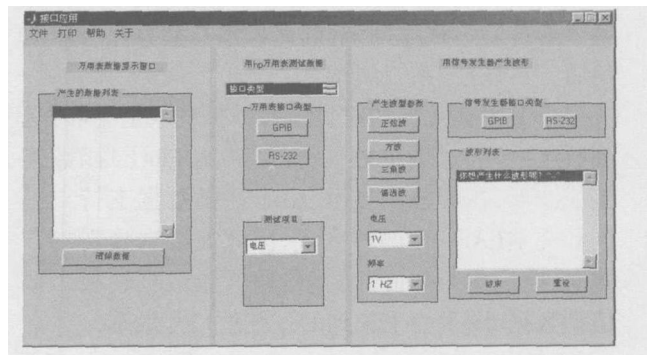 接口应用
文件 打印 帮助 关于
万用表数据显示窗口
产生的数据列表
清除数据
用hp万用表测试数据
接口类型
万用表接口类型
GPIB
RS-232
测试项目
电压
用信号发生器产生波形
产生波型参数
正弦波
方波
三角波
电压
1V
频率
1 HZ
信号发生器接口类型
GPIB RS-232
波形列表
你想产生什么波形呢?
结束 重设